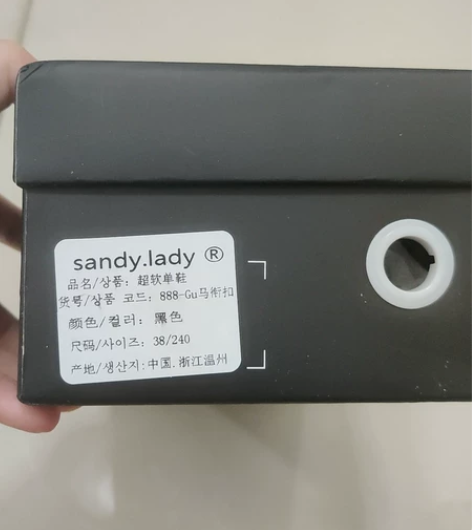 sandy.lady ®
品名/상품: 超软单鞋
货号/상품 코드: 888-Gu马衔扣
颜色/컬러: 黑色
尺码/사이즈: 38/240
产地/생산지: 中国.浙江温州